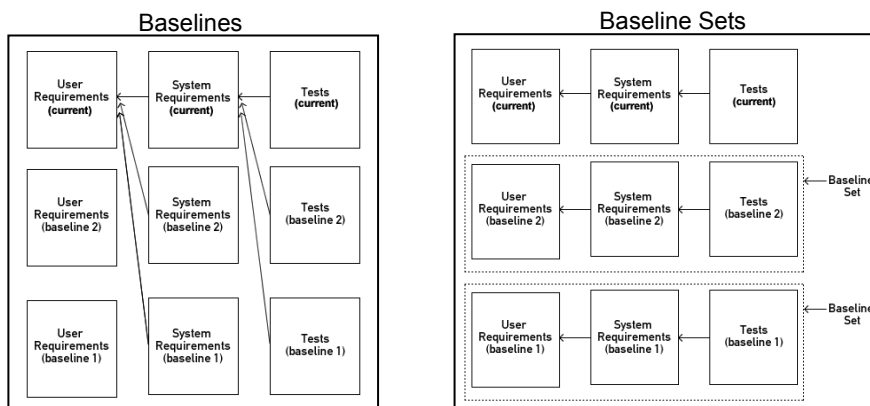 Baselines
User
Requirements
(current)
System
Requirements
(current)
Tests
(current)
User
Requirements
(baseline 2)
System
Requirements
(baseline 2)
Tests
(baseline 2)
User
Requirements
(baseline 1)
System
Requirements
(baseline 1)
Tests
(baseline 1)
Baseline Sets
User
Requirements
(current)
System
Requirements
(current)
Tests
(current)
User
Requirements
(baseline 2)
System
Requirements
(baseline 2)
Tests
(baseline 2)
Baseline
Set
User
Requirements
(baseline 1)
System
Requirements
(baseline 1)
Tests
(baseline 1)
Baseline
Set